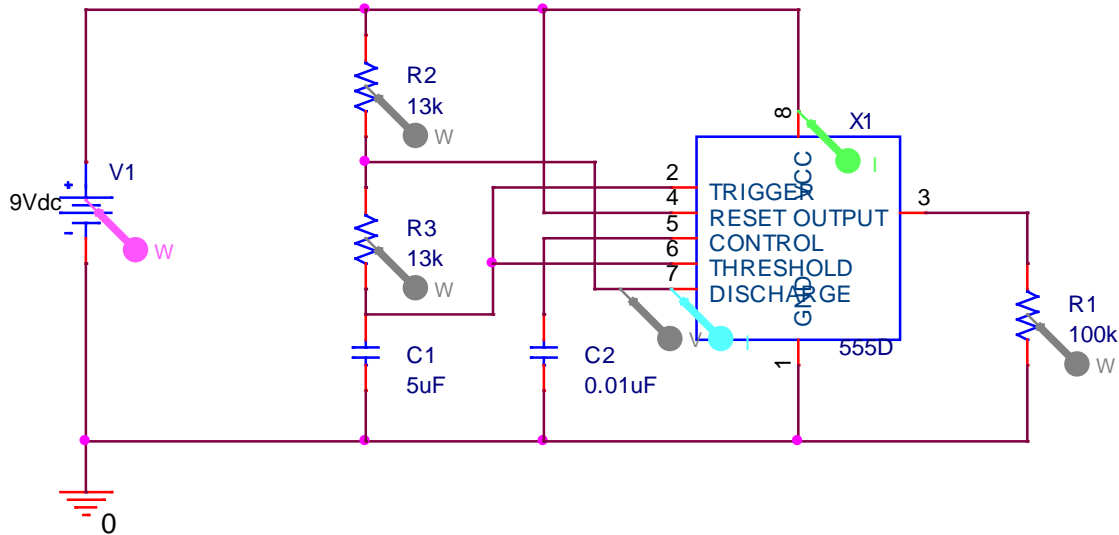 R2
13k
W
8
X1
V1
+
9Vdc
-
W
VCC
I
2
TRIGGER
4
RESET OUTPUT
3
5
CONTROL
6
THRESHOLD
7
DISCHARGE
GND
R3
13k
W
V
I
R1
100k
W
555D
C1
5uF
C2
0.01uF
1
0